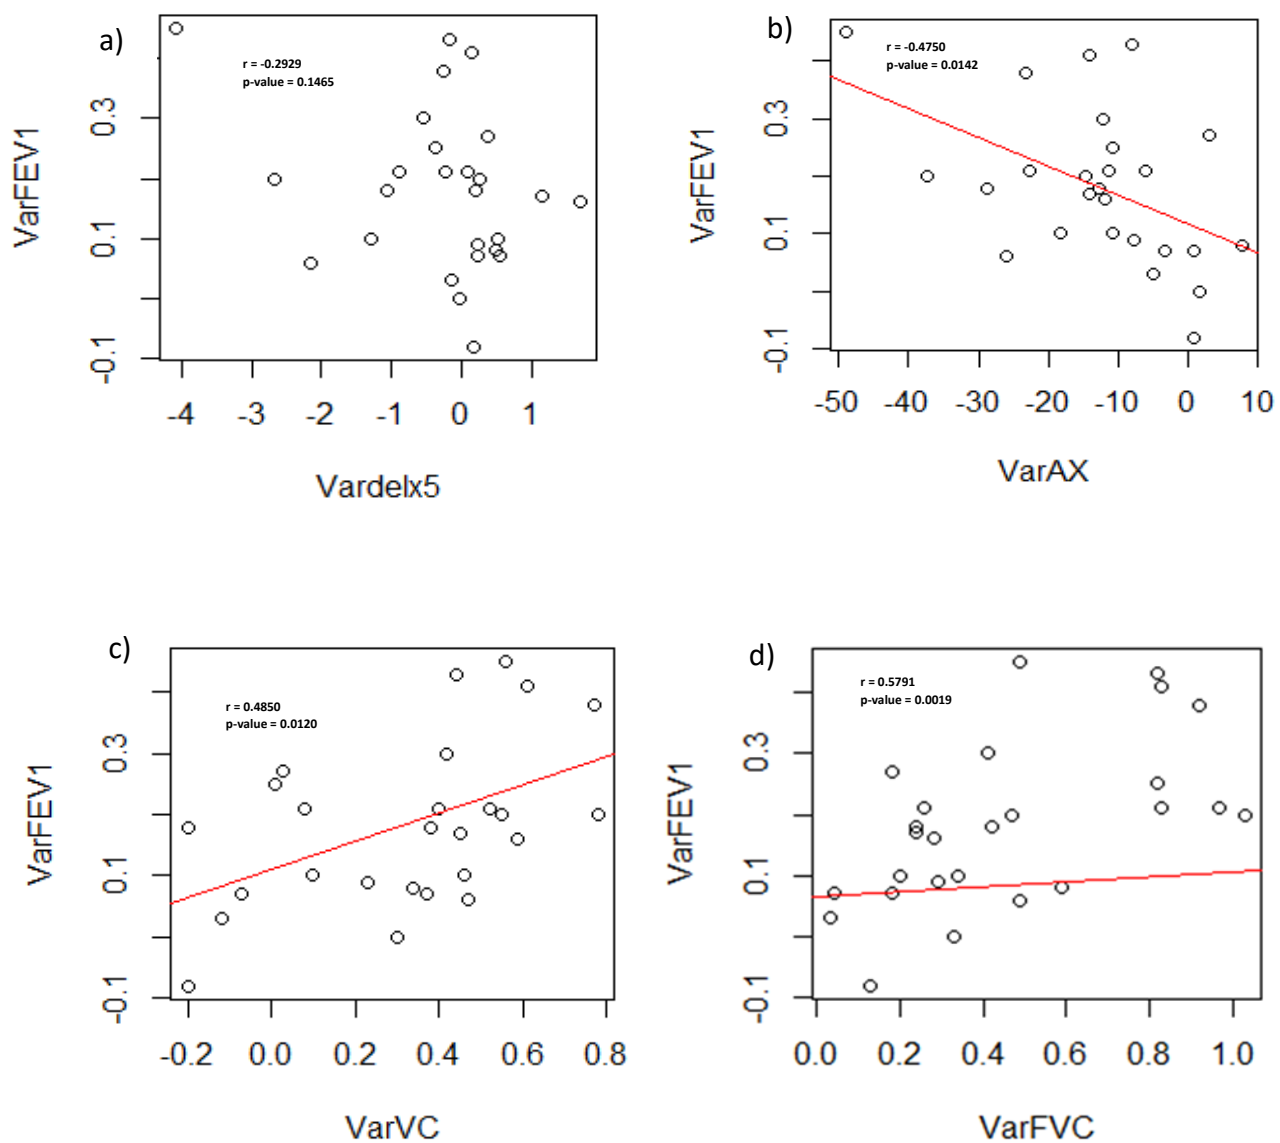 a)
r = -0.2929
p-value = 0.1465
VarFEV1
0.3
0.1
-0.1
-4 -3 -2 -1 0 1
Vardelx5
b)
r = -0.4750
p-value = 0.0142
VarFEV1
0.3
0.1
-0.1
-50 -40 -30 -20 -10 0 10
VarAX
c)
r = 0.4850
p-value = 0.0120
VarFEV1
0.3
0.1
-0.1
-0.2 0.0 0.2 0.4 0.6 0.8
VarVC
d)
r = 0.5791
p-value = 0.0019
VarFEV1
0.3
0.1
-0.1
0.0 0.2 0.4 0.6 0.8 1.0
VarFVC